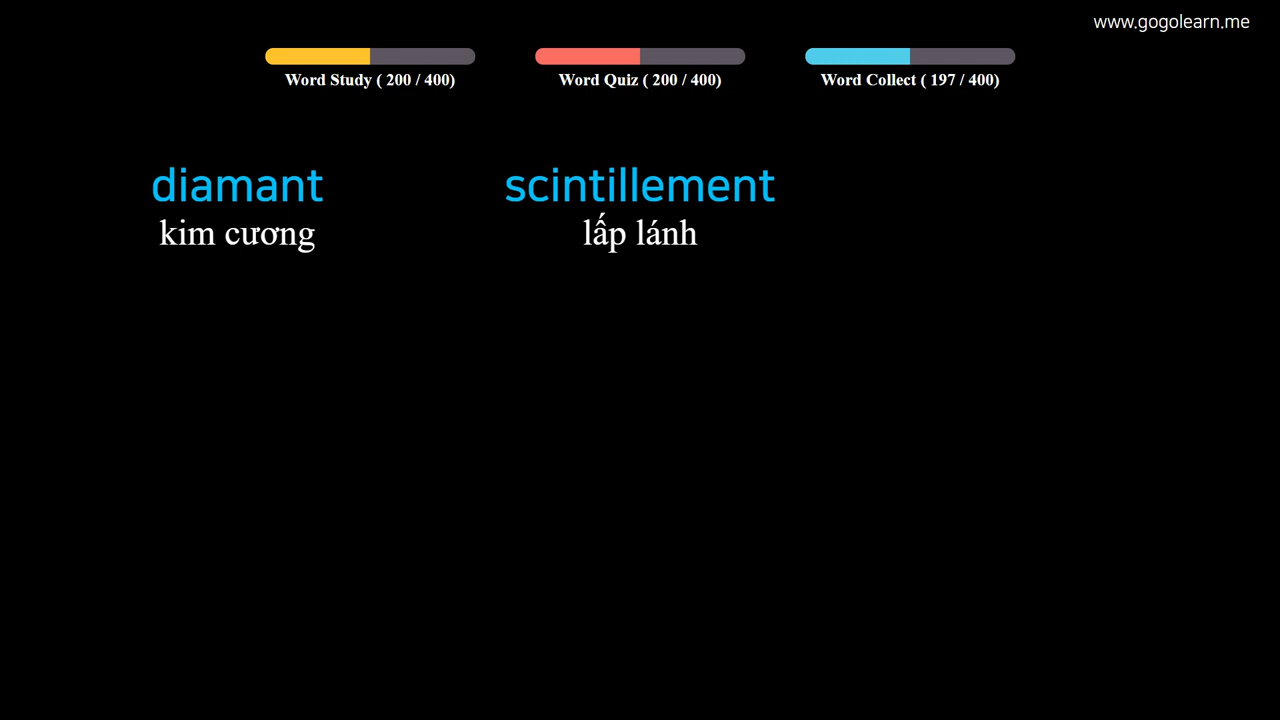 www.gogolearn.me
Word Study ( 200 / 400)
Word Quiz ( 200 / 400)
Word Collect ( 197 / 400)
diamant
kim cương
scintillement
lấp lánh